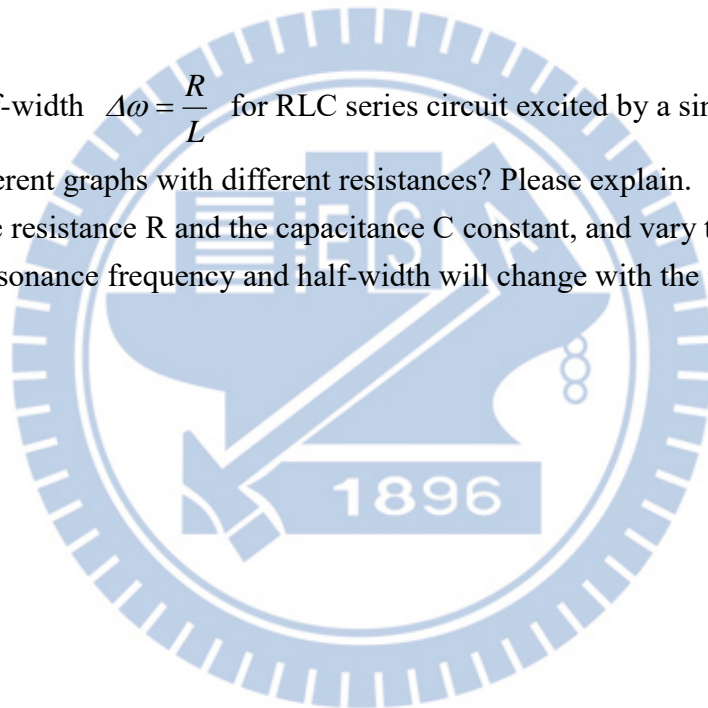 f-width Δω = R/L for RLC series circuit excited by a sin
erent graphs with different resistances? Please explain.
e resistance R and the capacitance C constant, and vary t
sonance frequency and half-width will change with the
1896